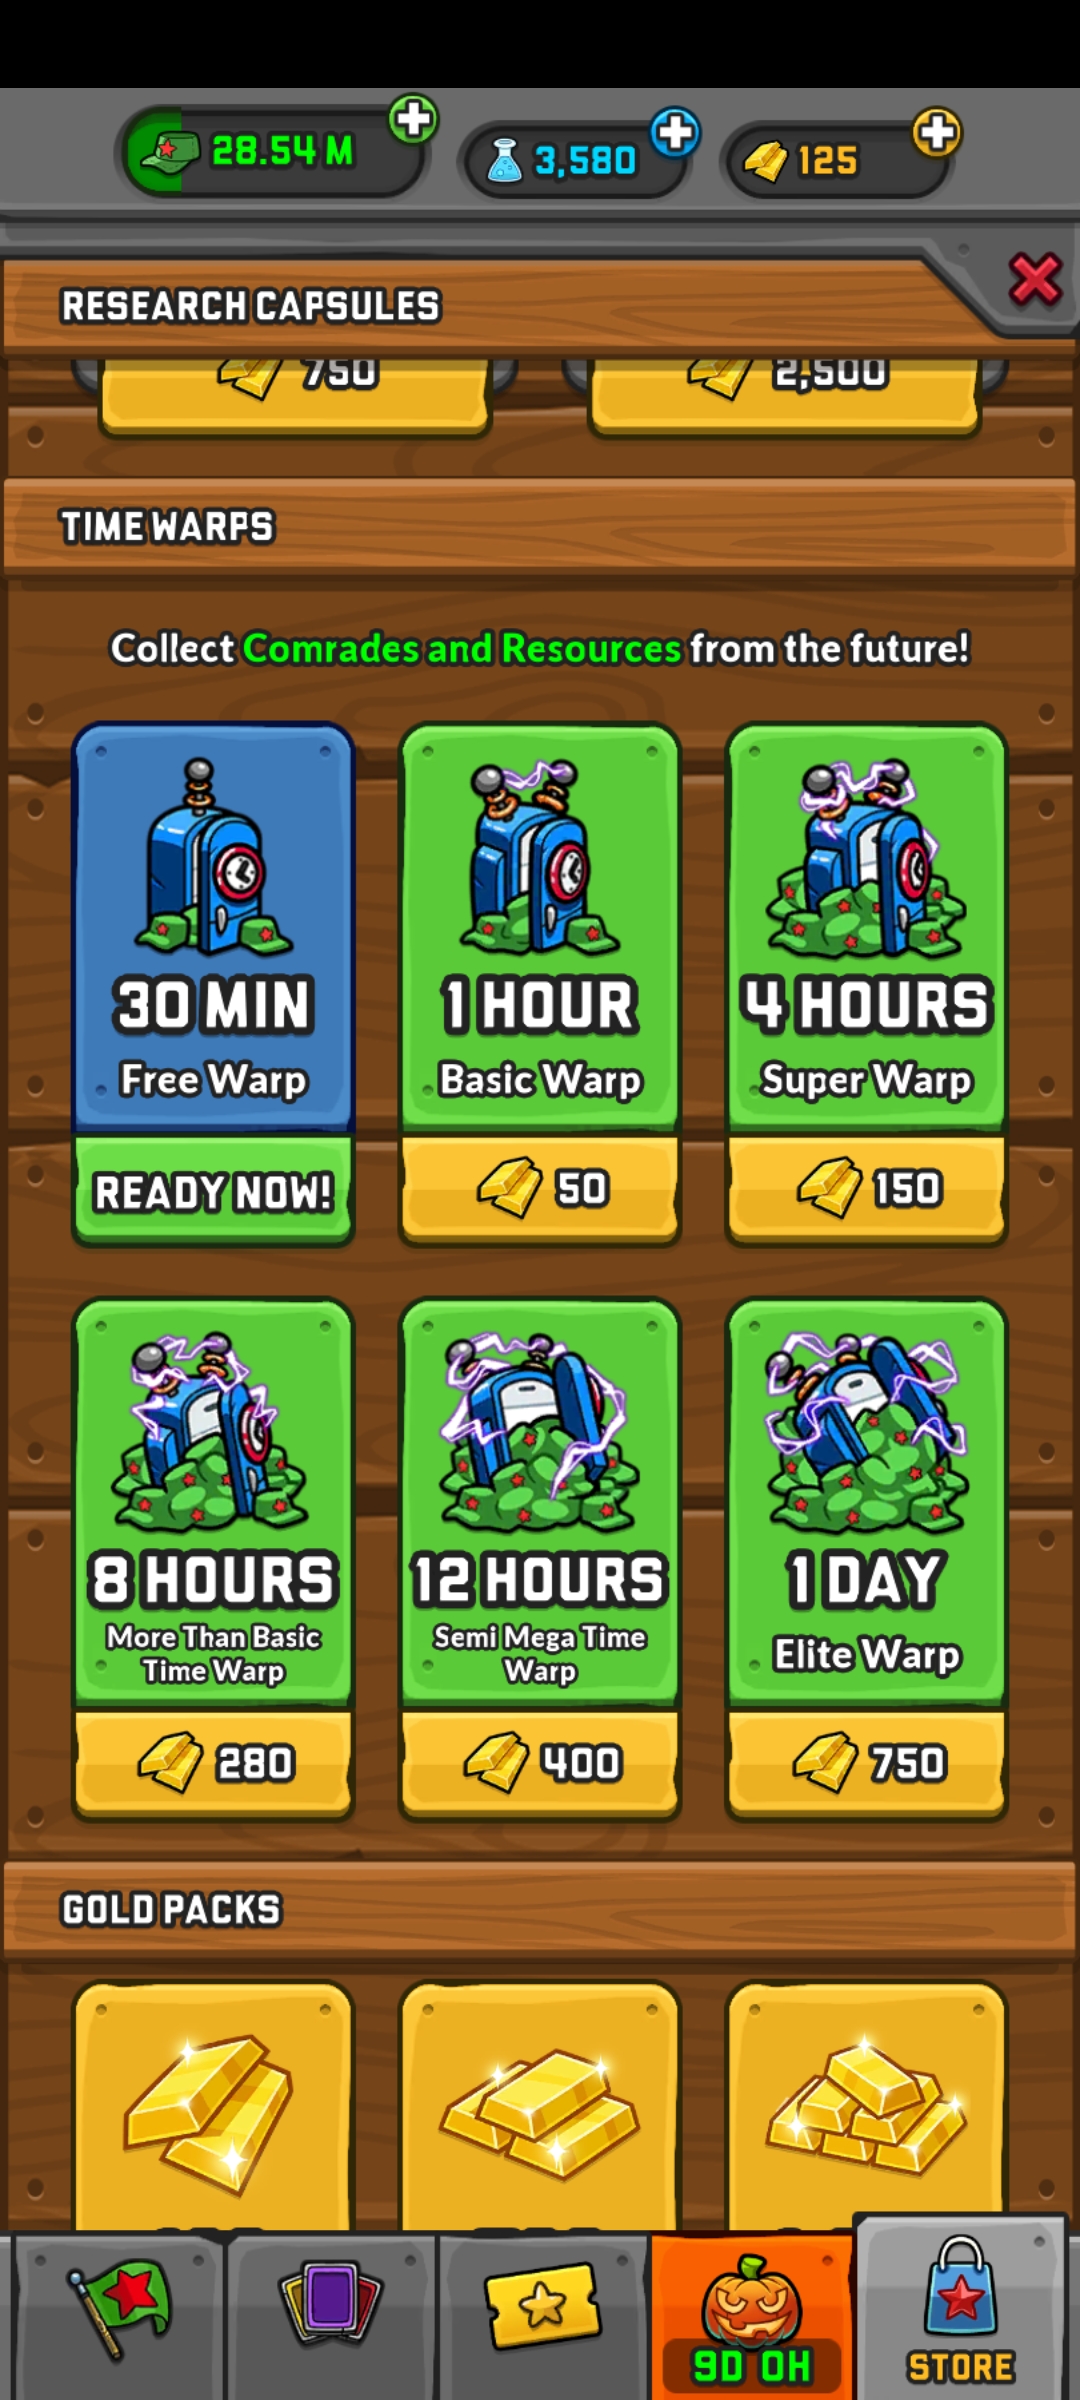 28.54 M
3,580
125
RESEARCH CAPSULES
750
2,500
TIME WARPS
Collect Comrades and Resources from the future!
30 MIN
Free Warp
READY NOW!
1 HOUR
Basic Warp
50
4 HOURS
Super Warp
150
8 HOURS
More Than Basic
Time Warp
280
12 HOURS
Semi Mega Time
Warp
400
1 DAY
Elite Warp
750
GOLD PACKS
9D 0H
STORE